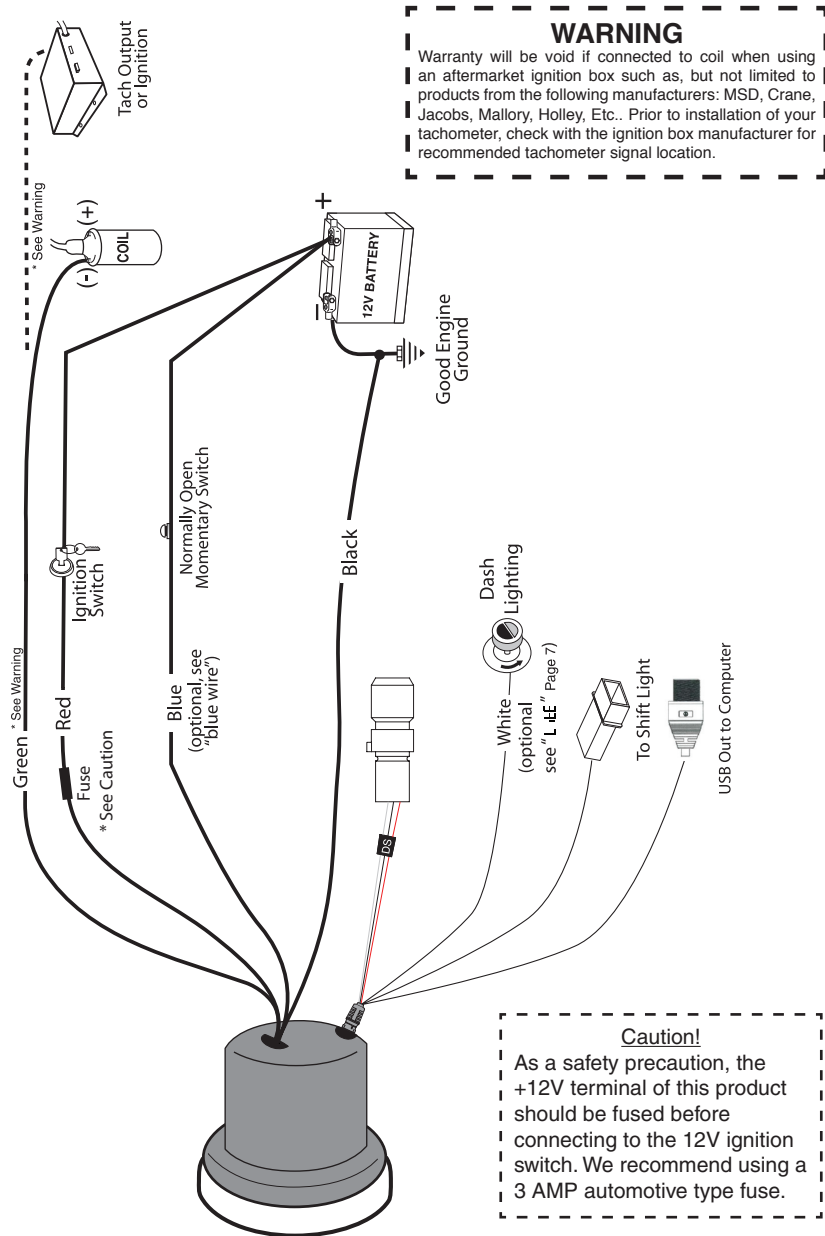 WARNING
Warranty will be void if connected to coil when using
an aftermarket ignition box such as, but not limited to
products from the following manufacturers: MSD, Crane,
Jacobs, Mallory, Holley, Etc.. Prior to installation of your
tachometer, check with the ignition box manufacturer for
recommended tachometer signal location.
Tach Output
or Ignition
* See Warning
(-)
(+)
COIL
+
–
12V BATTERY
Good Engine
Ground
Green * See Warning
Red
Ignition
Switch
Fuse
* See Caution
Blue
(optional, see
"blue wire")
Normally Open
Momentary Switch
Black
DS
White
(optional
see " " Page 7)
Dash
Lighting
To Shift Light
USB Out to Computer
Caution!
As a safety precaution, the
+12V terminal of this product
should be fused before
connecting to the 12V ignition
switch. We recommend using a
3 AMP automotive type fuse.